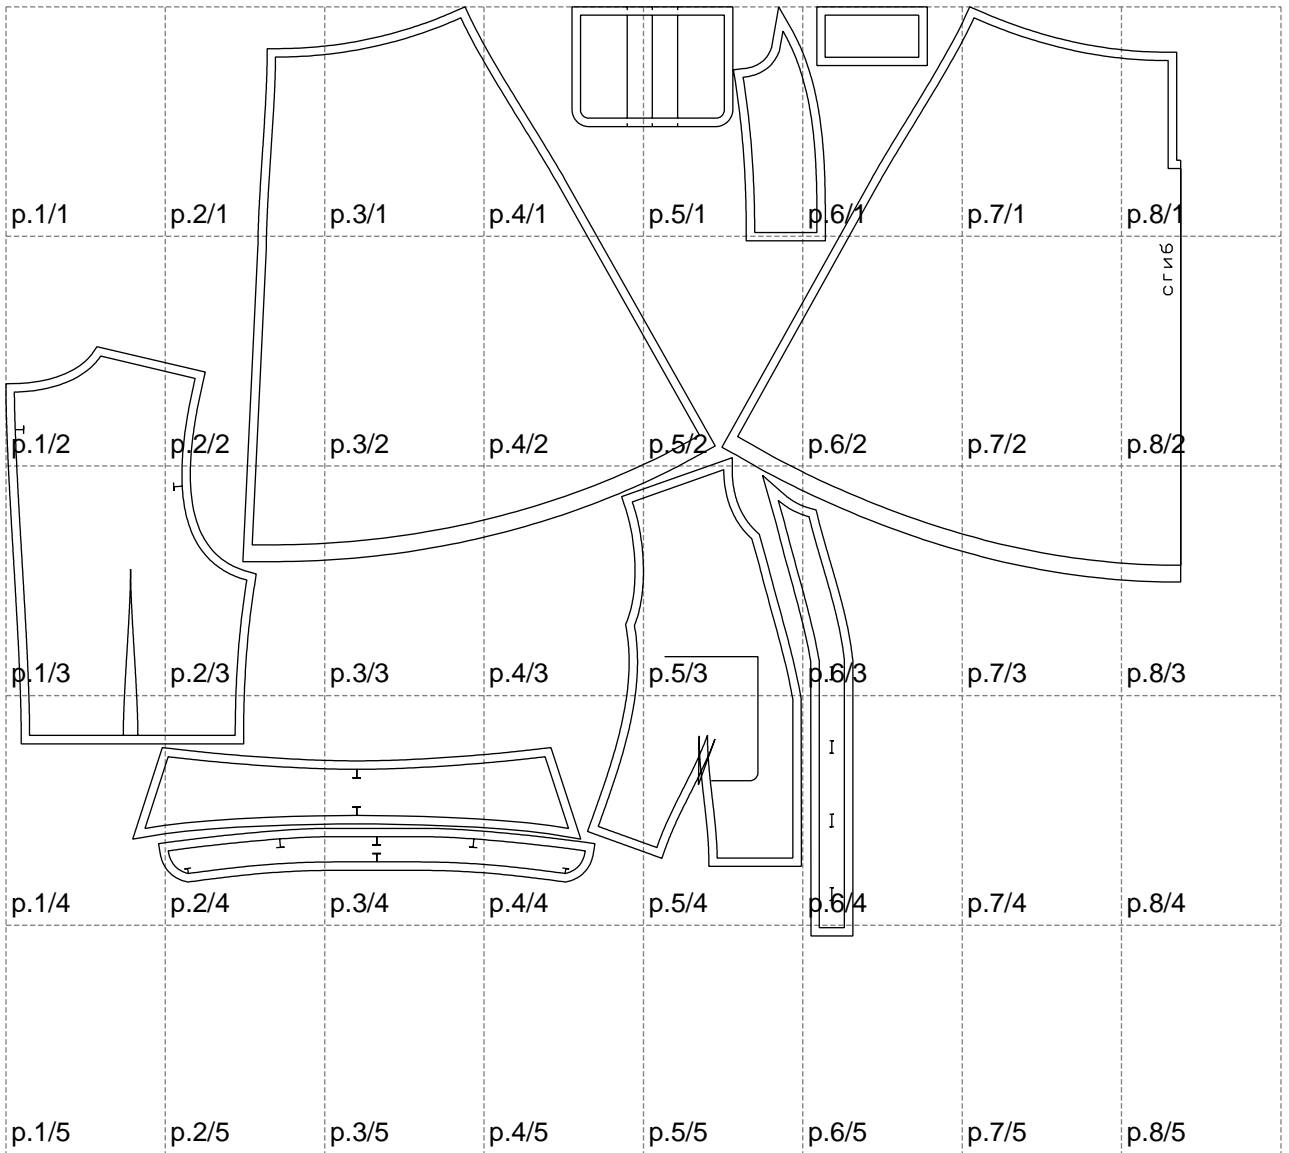 p.1/1 p.2/1 p.3/1 p.4/1 p.5/1 p.6/1 p.7/1 p.8/1
сгиб
p.1/2 p.2/2 p.3/2 p.4/2 p.5/2 p.6/2 p.7/2 p.8/2
p.1/3 p.2/3 p.3/3 p.4/3 p.5/3 p.6/3 p.7/3 p.8/3
p.1/4 p.2/4 p.3/4 p.4/4 p.5/4 p.6/4 p.7/4 p.8/4
p.1/5 p.2/5 p.3/5 p.4/5 p.5/5 p.6/5 p.7/5 p.8/5